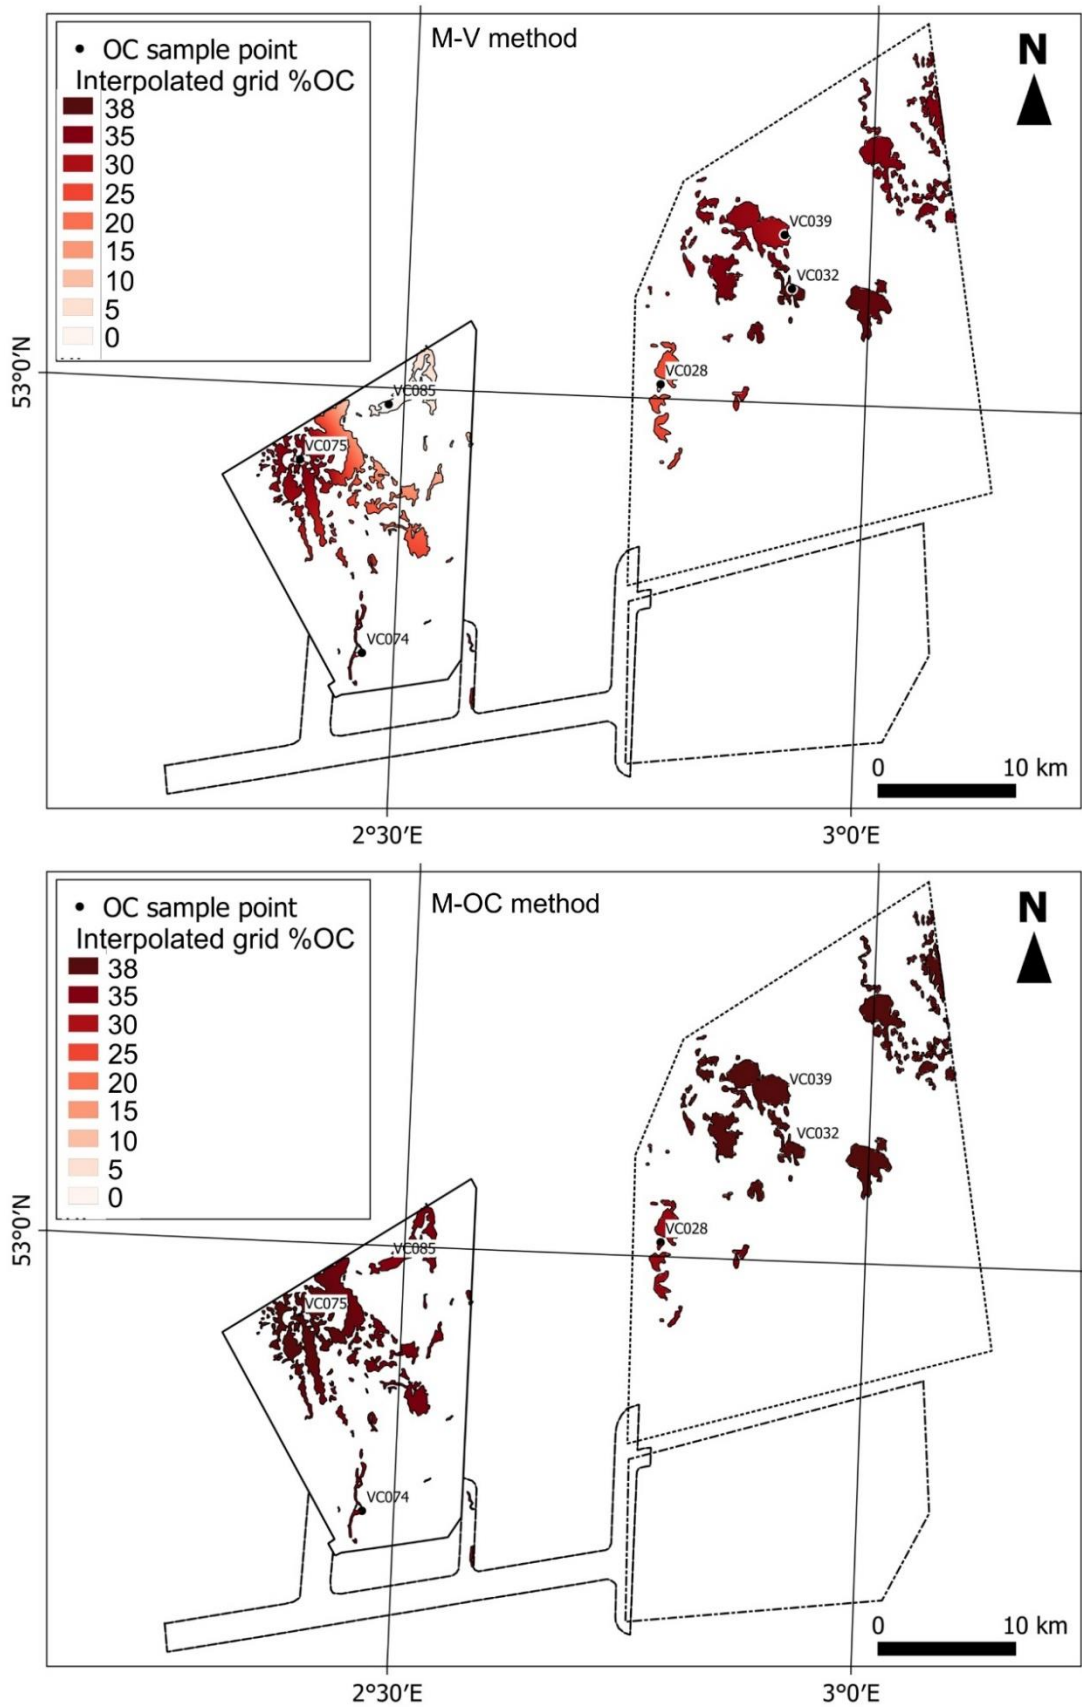 M-V method
OC sample point
Interpolated grid %OC
38
35
30
25
20
15
10
5
0
N
VC039
VC032
VC028
VC085
VC075
VC074
53°0′N
0 10 km
2°30′E 3°0′E
M-OC method
OC sample point
Interpolated grid %OC
38
35
30
25
20
15
10
5
0
N
VC039
VC032
VC028
VC085
VC075
VC074
53°0′N
0 10 km
2°30′E 3°0′E